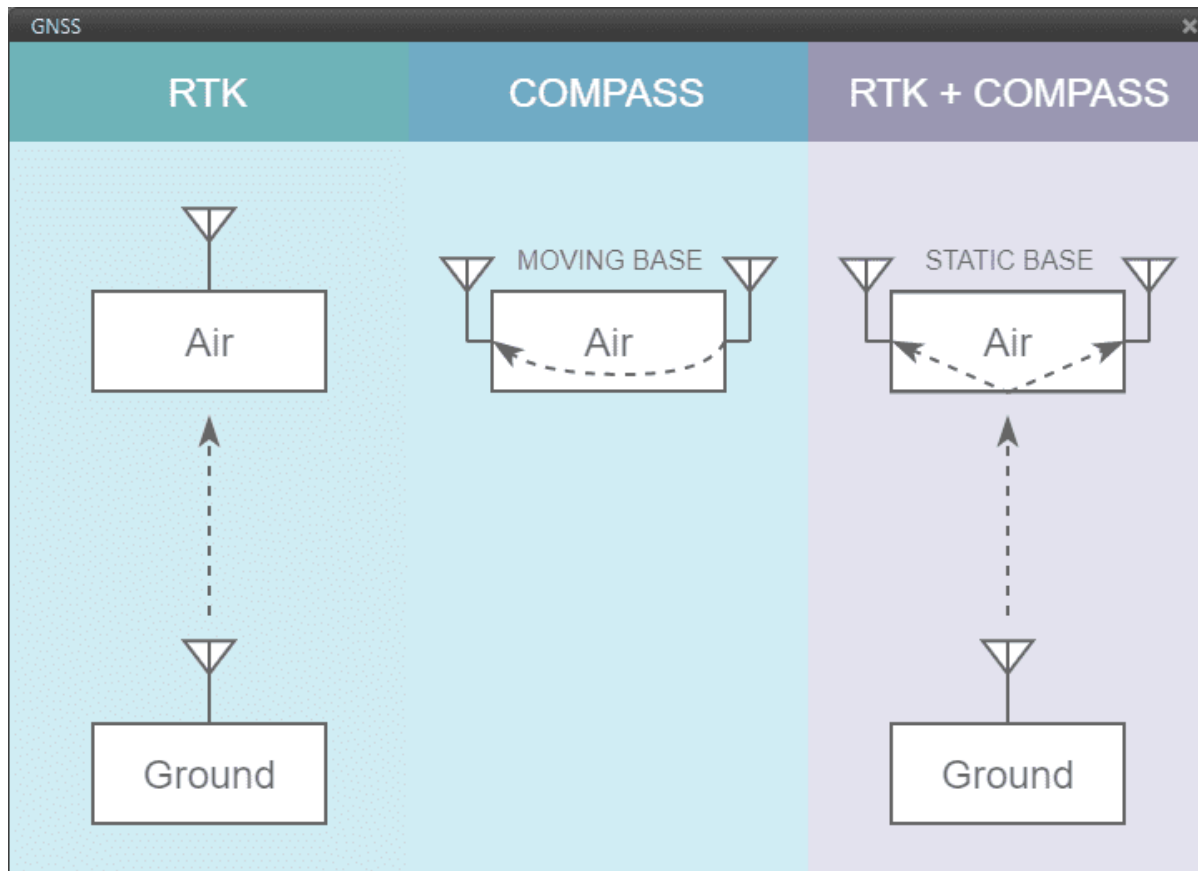 GNSS
RTK
COMPASS
RTK + COMPASS
MOVING BASE
STATIC BASE
Air
Air
Air
Ground
Ground